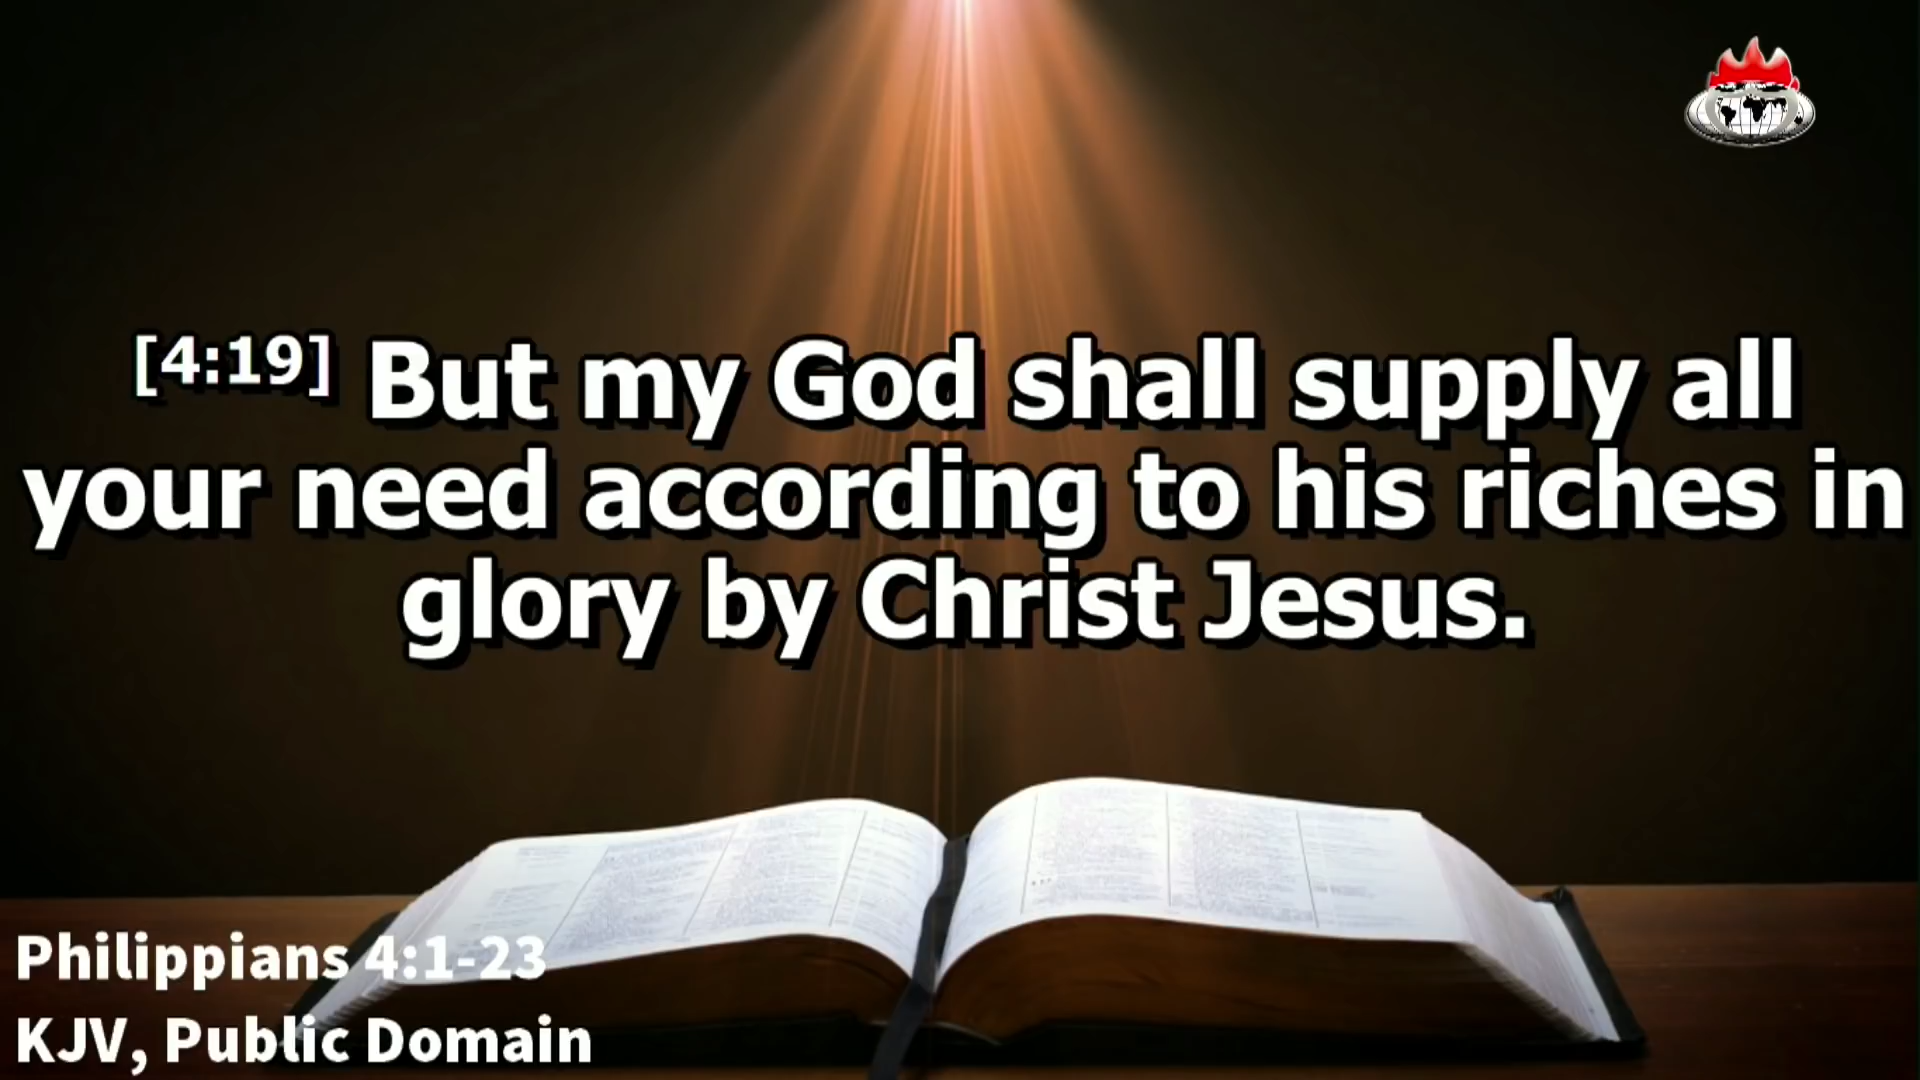 [4:19] But my God shall supply all
your need according to his riches in
glory by Christ Jesus.
Philippians 4:1-23
KJV, Public Domain